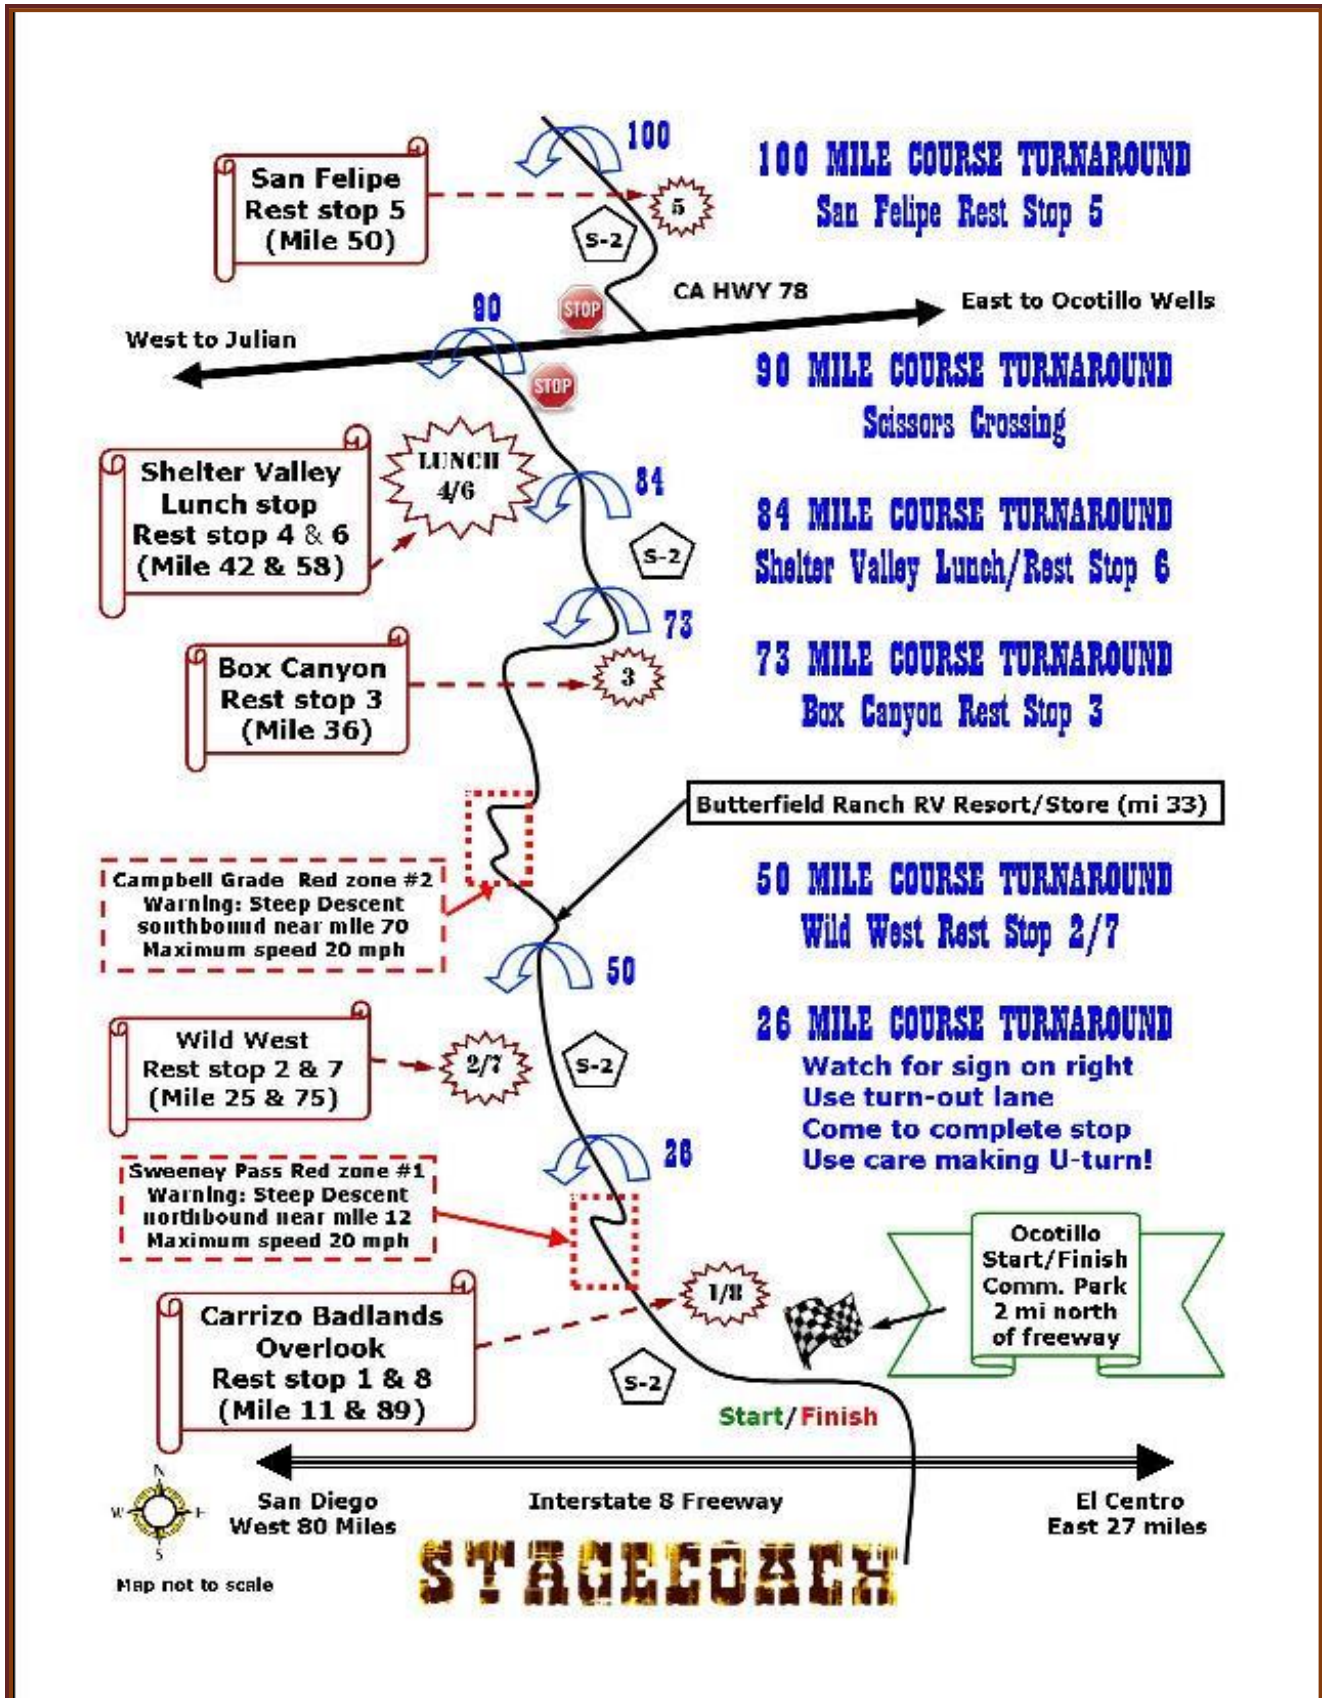 100
100 MILE COURSE TURNAROUND
San Felipe Rest Stop 5
San Felipe
Rest stop 5
(Mile 50)
5
S-2
STOP
CA HWY 78
East to Ocotillo Wells
West to Julian
90
STOP
90 MILE COURSE TURNAROUND
Scissors Crossing
Shelter Valley
Lunch stop
Rest stop 4 & 6
(Mile 42 & 58)
LUNCH
4/6
84
84 MILE COURSE TURNAROUND
Shelter Valley Lunch/Rest Stop 6
S-2
73
73 MILE COURSE TURNAROUND
Box Canyon Rest Stop 3
Box Canyon
Rest stop 3
(Mile 36)
3
Butterfield Ranch RV Resort/Store (mi 33)
Campbell Grade Red zone #2
Warning: Steep Descent
southbound near mile 70
Maximum speed 20 mph
50
50 MILE COURSE TURNAROUND
Wild West Rest Stop 2/7
Wild West
Rest stop 2 & 7
(Mile 25 & 75)
2/7
S-2
26
26 MILE COURSE TURNAROUND
Watch for sign on right
Use turn-out lane
Come to complete stop
Use care making U-turn!
Sweeney Pass Red zone #1
Warning: Steep Descent
northbound near mile 12
Maximum speed 20 mph
Ocotillo
Start/Finish
Comm. Park
2 mi north
of freeway
Carrizo Badlands
Overlook
Rest stop 1 & 8
(Mile 11 & 89)
1/8
S-2
Start/Finish
N
W E
S
San Diego
West 80 Miles
Interstate 8 Freeway
El Centro
East 27 miles
STAGECOACH
Map not to scale